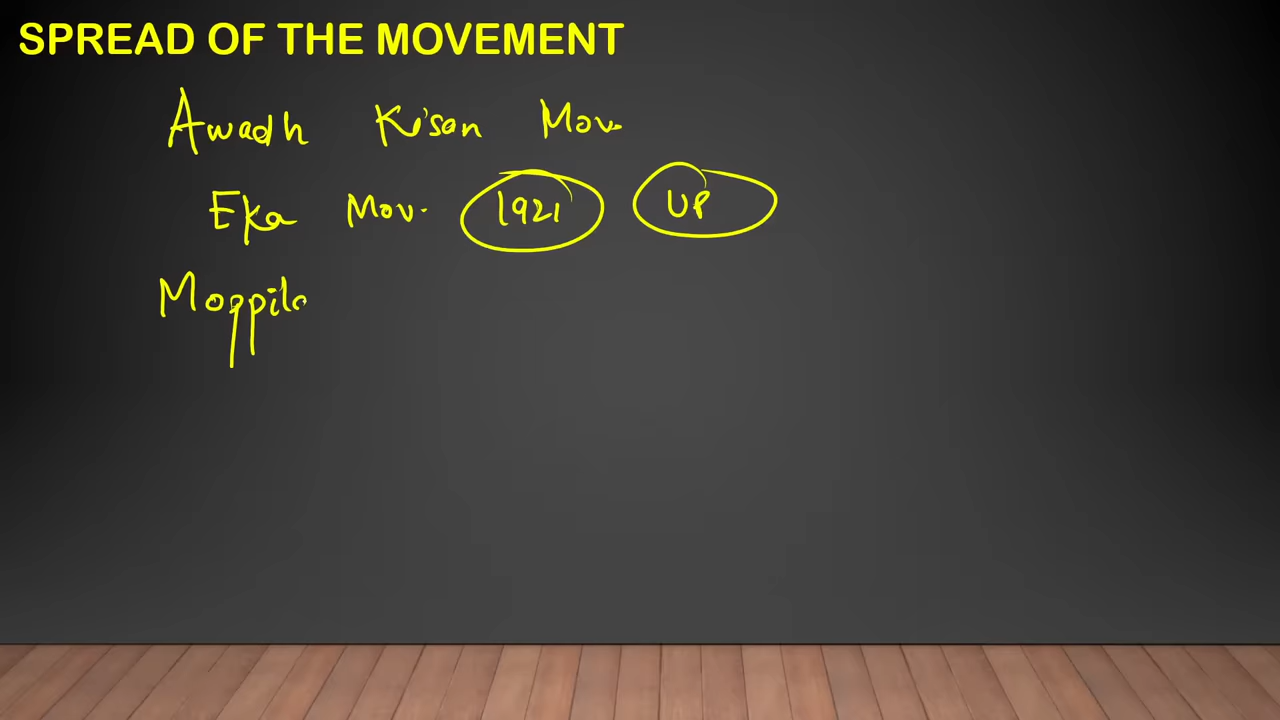 SPREAD OF THE MOVEMENT
Awadh Kisan Mov.
Eka Mov. 1921 UP
Moppila